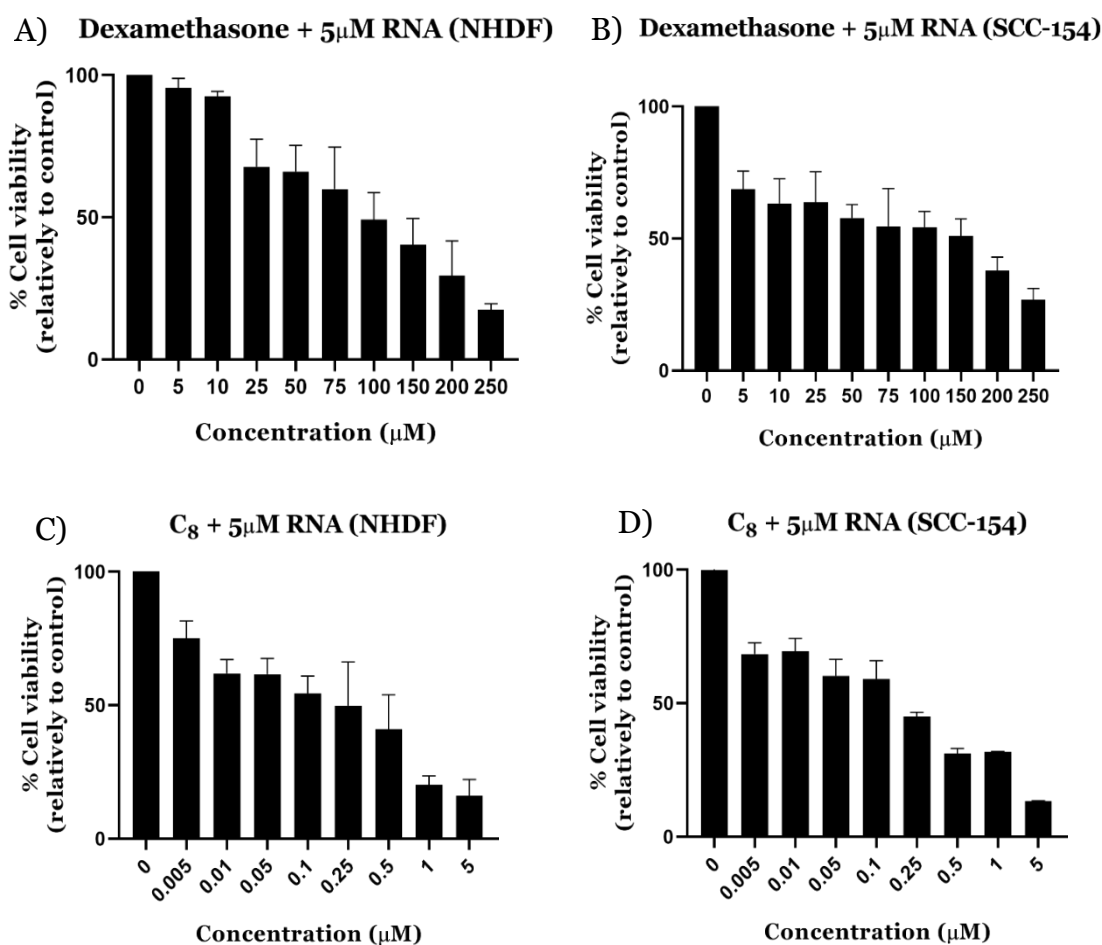 A) Dexamethasone + 5μM RNA (NHDF)
% Cell viability
(relatively to control)
100
50
0
0 5 10 25 50 75 100 150 200 250
Concentration (μM)
B) Dexamethasone + 5μM RNA (SCC-154)
% Cell viability
(relatively to control)
100
50
0
0 5 10 25 50 75 100 150 200 250
Concentration (μM)
C) C₈ + 5μM RNA (NHDF)
% Cell viability
(relatively to control)
100
50
0
0 0.005 0.01 0.05 0.1 0.25 0.5 1 5
Concentration (μM)
D) C₈ + 5μM RNA (SCC-154)
% Cell viability
(relatively to control)
100
50
0
0 0.005 0.01 0.05 0.1 0.25 0.5 1 5
Concentration (μM)